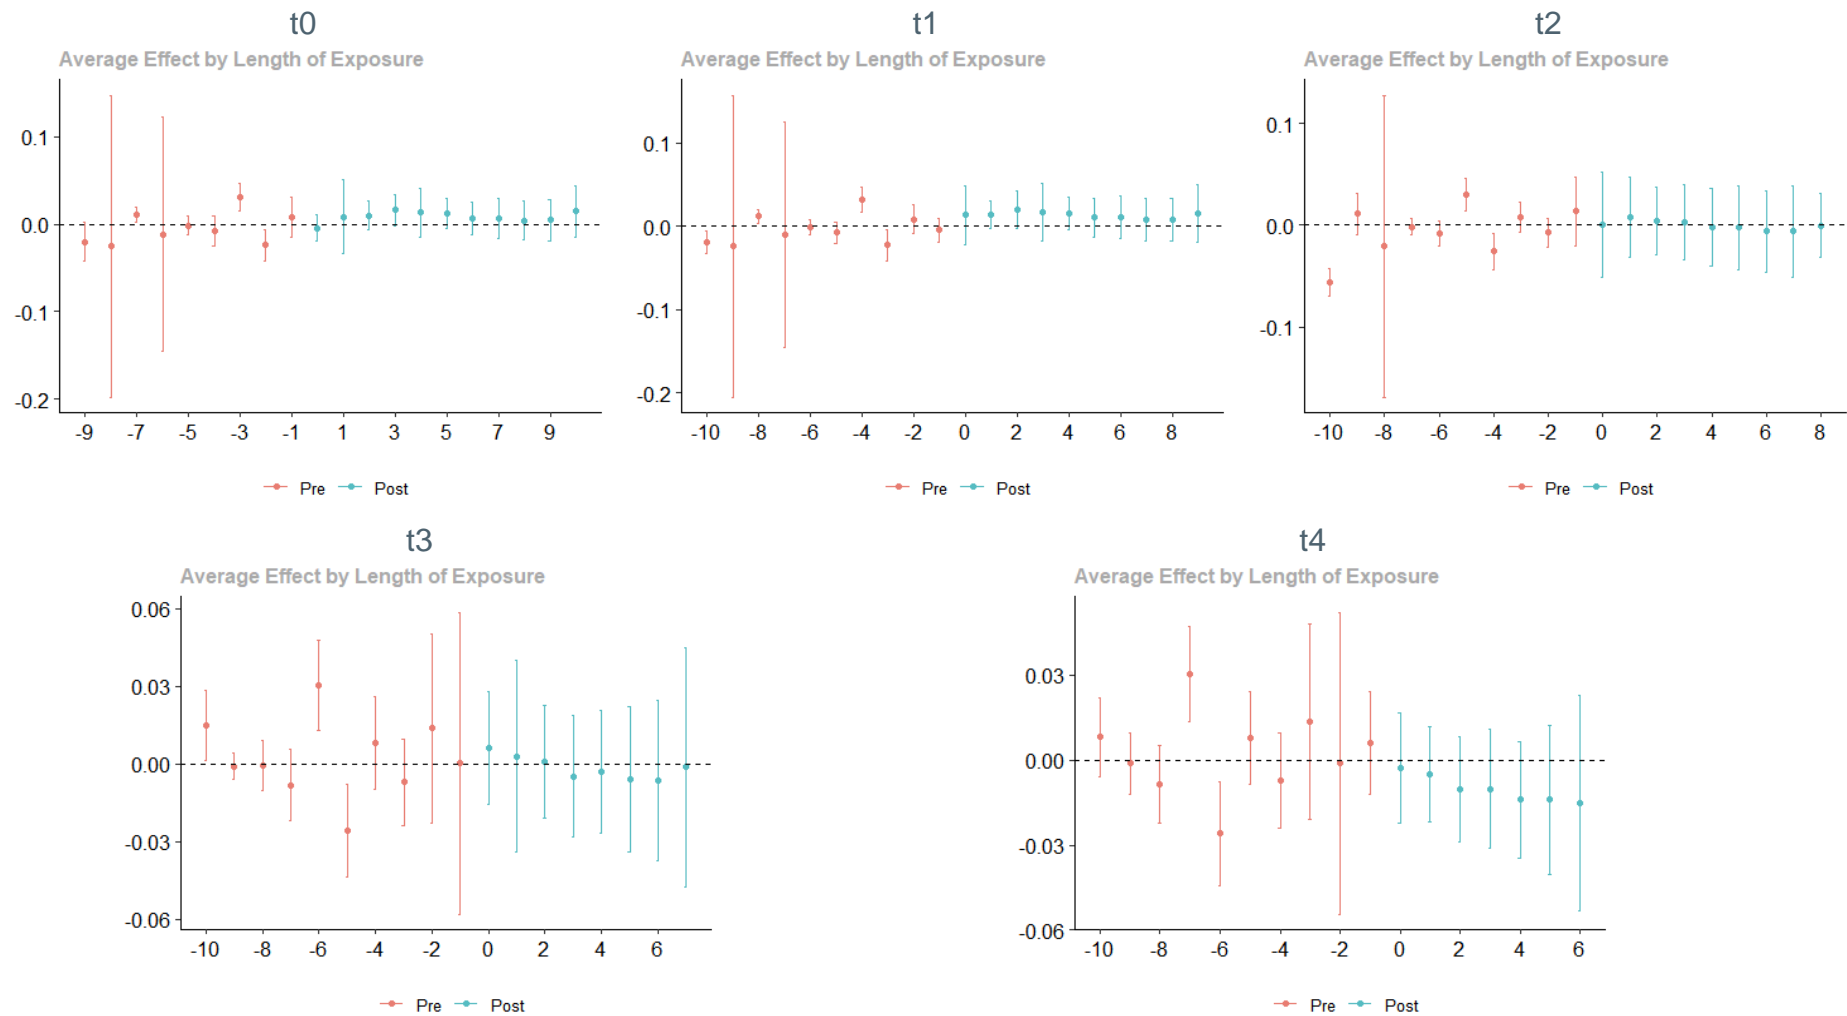 t0
Average Effect by Length of Exposure
0.1
0.0
-0.1
-0.2
-9 -7 -5 -3 -1 1 3 5 7 9
Pre Post
t1
Average Effect by Length of Exposure
0.1
0.0
-0.1
-0.2
-10 -8 -6 -4 -2 0 2 4 6 8
Pre Post
t2
Average Effect by Length of Exposure
0.1
0.0
-0.1
-10 -8 -6 -4 -2 0 2 4 6 8
Pre Post
t3
Average Effect by Length of Exposure
0.06
0.03
0.00
-0.03
-0.06
-10 -8 -6 -4 -2 0 2 4 6
Pre Post
t4
Average Effect by Length of Exposure
0.03
0.00
-0.03
-0.06
-10 -8 -6 -4 -2 0 2 4 6
Pre Post